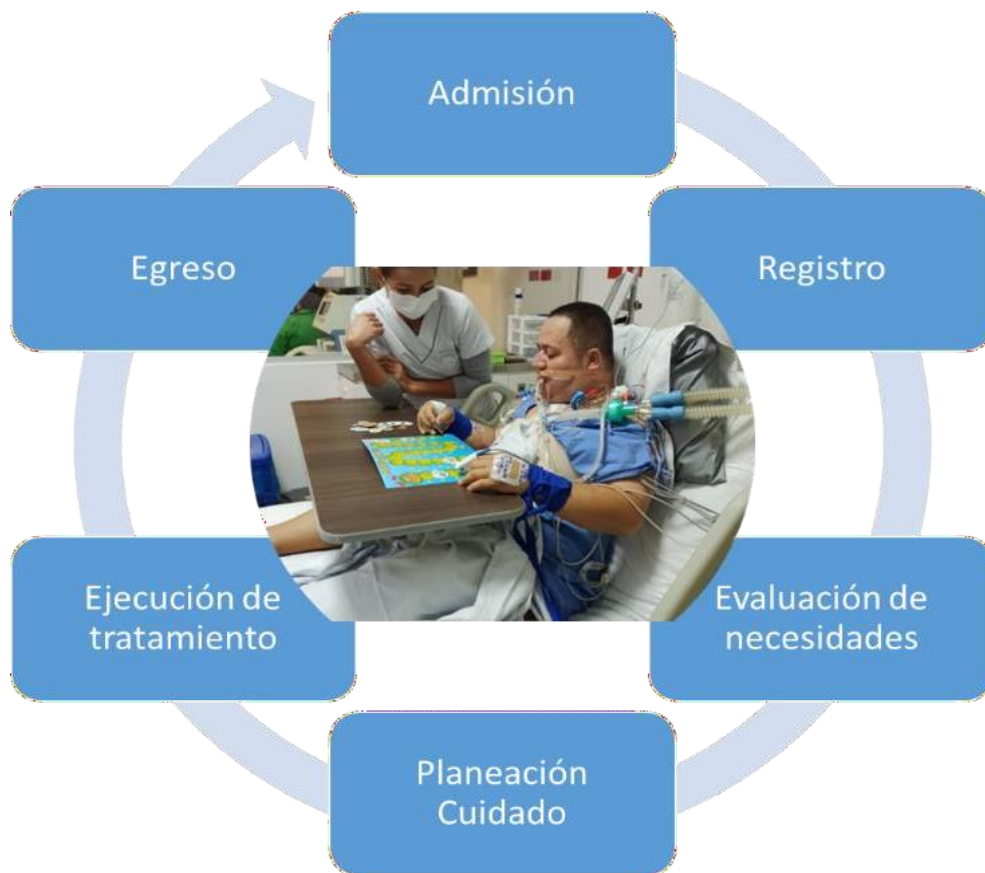 Admisión
Registro
Evaluación de
necesidades
Planeación
Cuidado
Ejecución de
tratamiento
Egreso